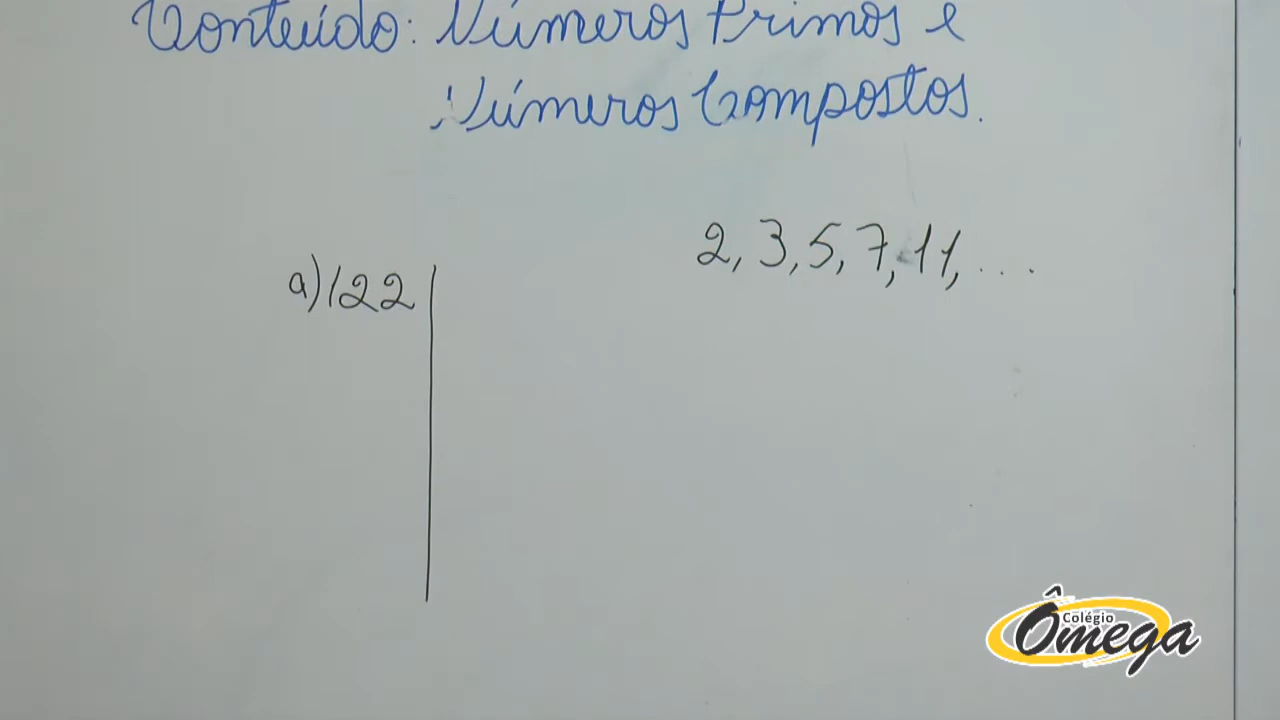 Conteúdo: Números Primos e
Números Compostos.
2, 3, 5, 7, 11, ...
a) 122
Colégio
Ômega